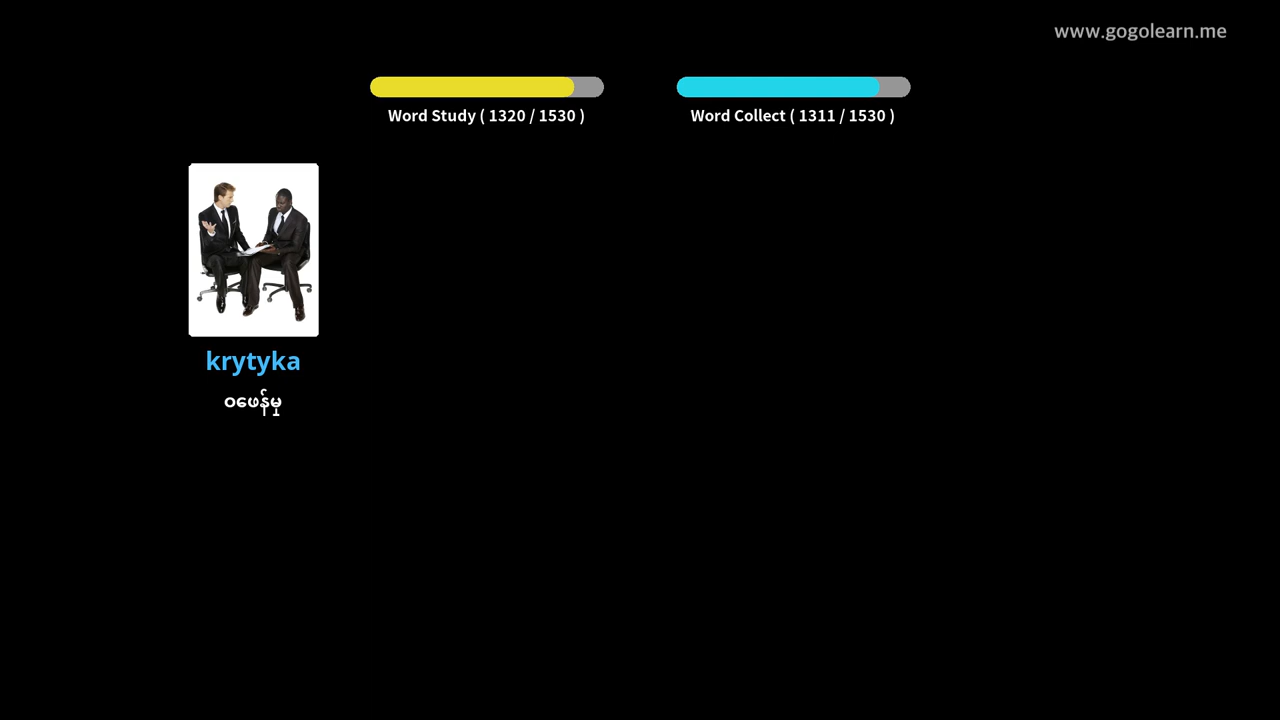 www.gogolearn.me
Word Study ( 1320 / 1530 )
Word Collect ( 1311 / 1530 )
krytyka
ဝေဖန်မှု